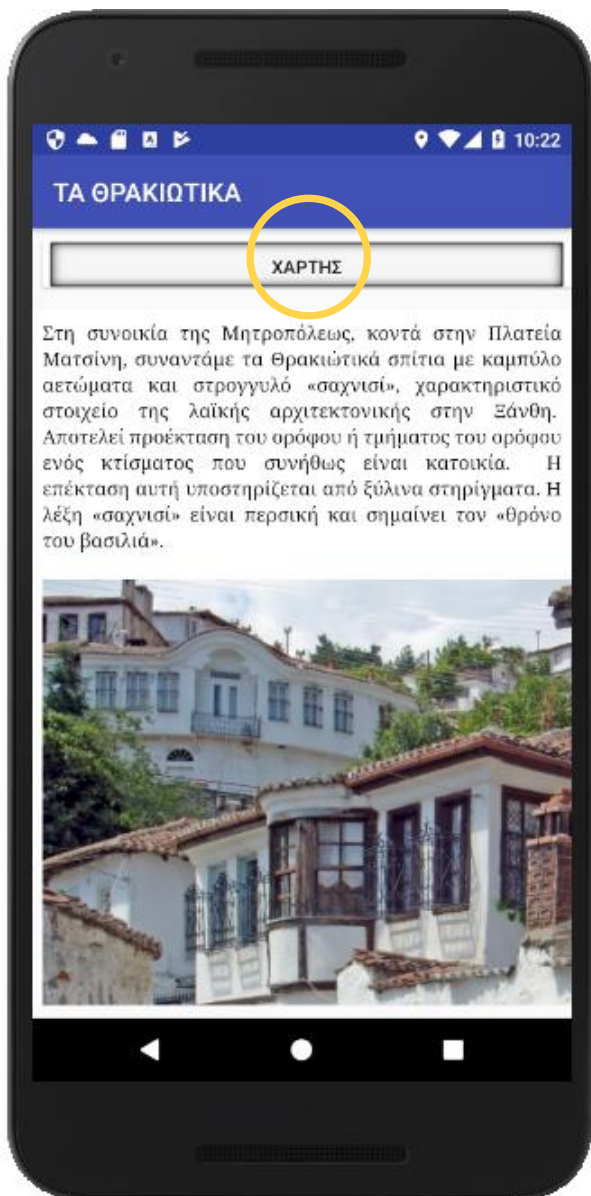 10:22
ΤΑ ΘΡΑΚΙΩΤΙΚΑ
ΧΑΡΤΗΣ
Στη συνοικία της Μητροπόλεως, κοντά στην Πλατεία
Ματσίνη, συναντάμε τα Θρακιώτικά σπίτια με καμπύλο
αετώματα και στρογγυλό «σαχνισί», χαρακτηριστικό
στοιχείο της λαϊκής αρχιτεκτονικής στην Ξάνθη.
Αποτελεί προέκταση του ορόφου ή τμήματος του ορόφου
ενός κτίσματος που συνήθως είναι κατοικία. Η
επέκταση αυτή υποστηρίζεται από ξύλινα στηρίγματα. Η
λέξη «σαχνισί» είναι περσική και σημαίνει τον «θρόνο
του βασιλιά».